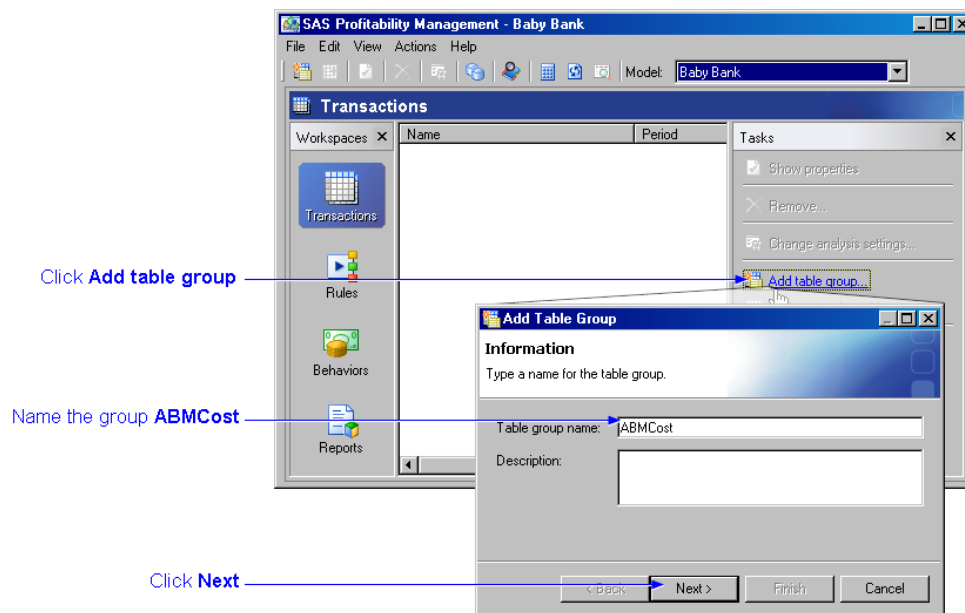 SAS Profitability Management - Baby Bank
File Edit View Actions Help
Model: Baby Bank
Transactions
Workspaces
Name Period
Tasks
Transactions
Rules
Behaviors
Reports
Show properties
Remove...
Change analysis settings...
Click Add table group
Add table group...
Add Table Group
Information
Type a name for the table group.
Name the group ABMCost
Table group name: ABMCost
Description:
Click Next
< Back Next > Finish Cancel